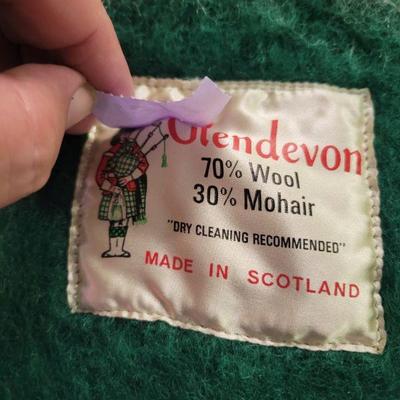 Glendevon
70% Wool
30% Mohair
"DRY CLEANING RECOMMENDED"
MADE IN SCOTLAND